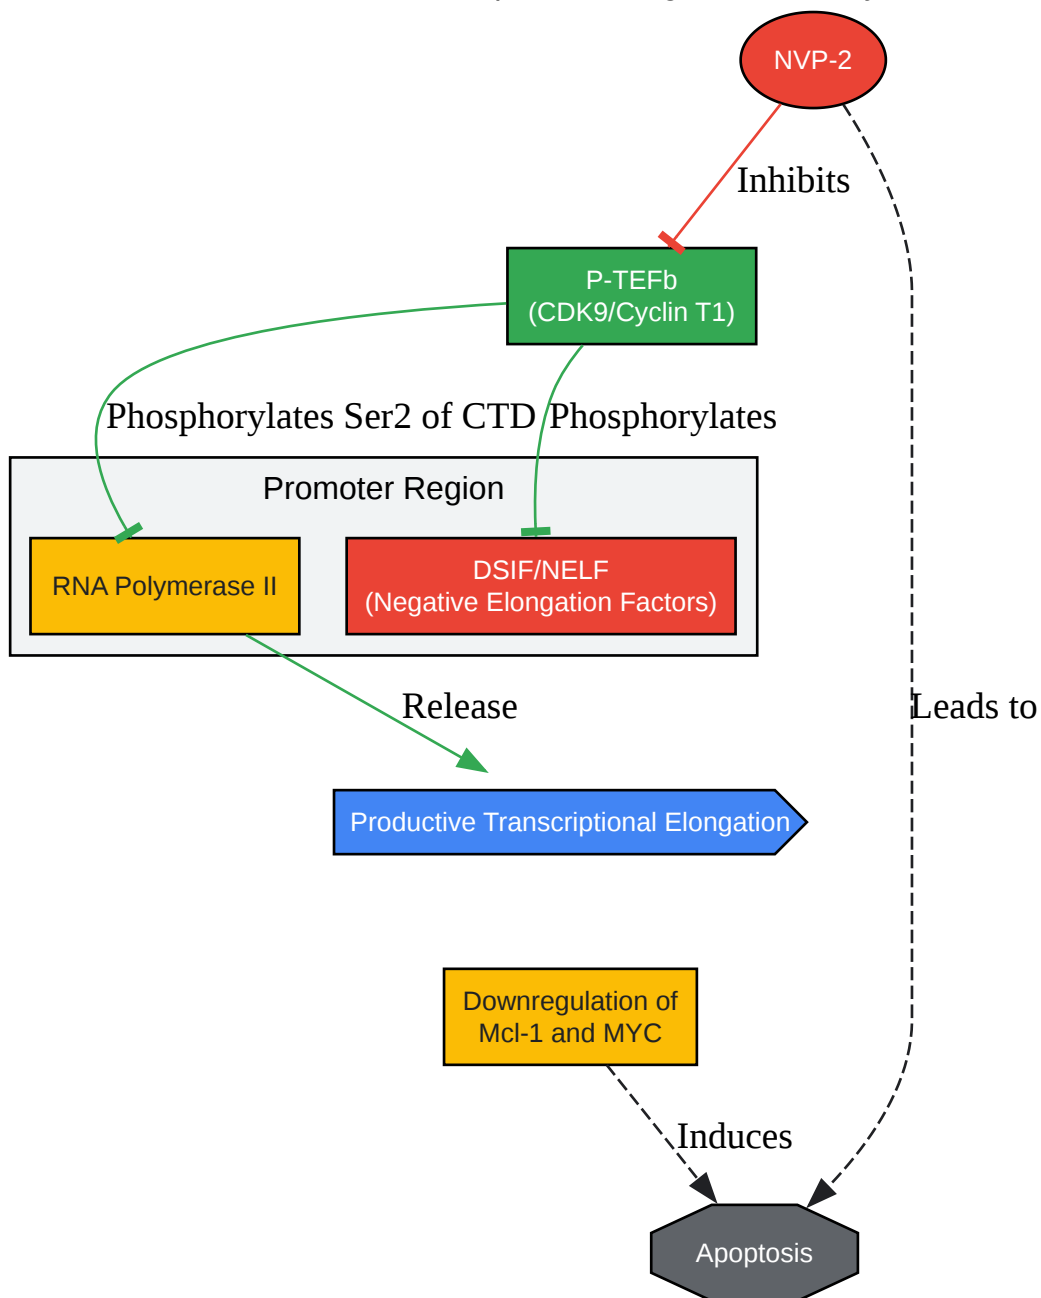 NVP-2
Inhibits
P-TEFb
(CDK9/Cyclin T1)
Phosphorylates Ser2 of CTD
Phosphorylates
Promoter Region
RNA Polymerase II
DSIF/NELF
(Negative Elongation Factors)
Release
Leads to
Productive Transcriptional Elongation
Downregulation of
Mcl-1 and MYC
Induces
Apoptosis